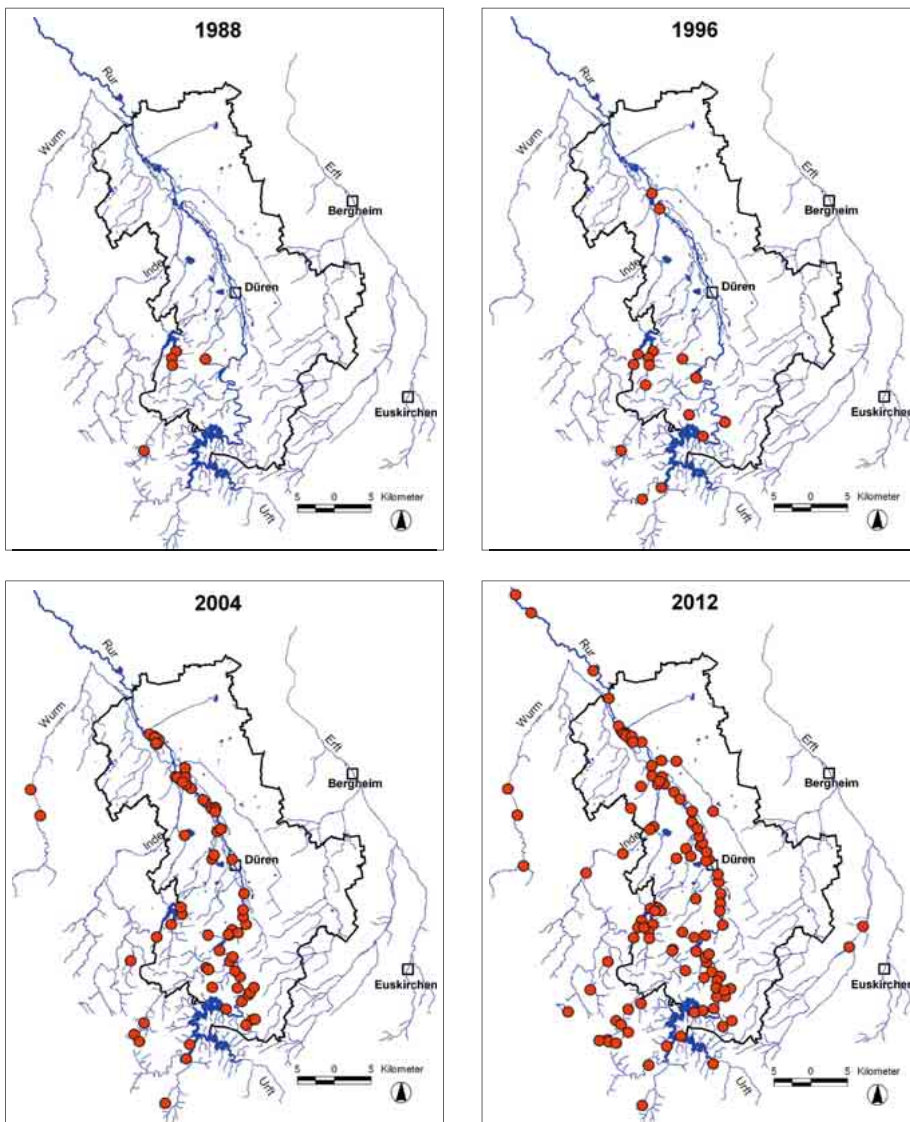 1988
Rur
Wurm
Erft
Bergheim
Inde
Düren
Euskirchen
5 0 5 Kilometer
Urft
1996
Rur
Wurm
Erft
Bergheim
Inde
Düren
Euskirchen
5 0 5 Kilometer
Urft
2004
Rur
Wurm
Erft
Bergheim
Inde
Düren
Euskirchen
5 0 5 Kilometer
Urft
2012
Rur
Wurm
Erft
Bergheim
Inde
Düren
Euskirchen
5 0 5 Kilometer
Urft